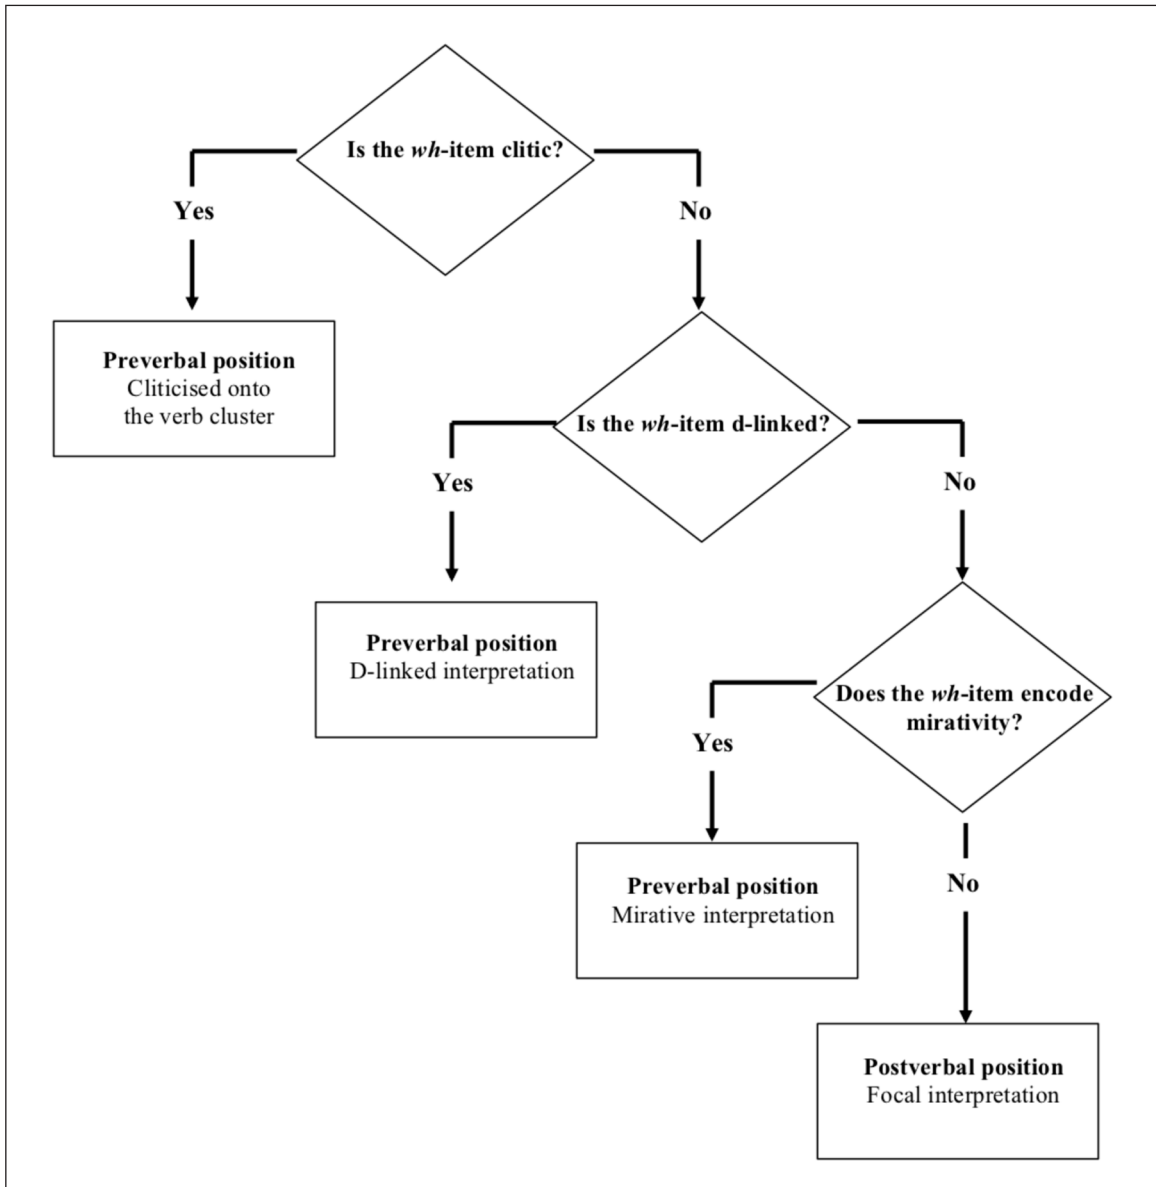 Is the wh-item clitic?
Yes
No
Preverbal position
Cliticised onto
the verb cluster
Is the wh-item d-linked?
Yes
No
Preverbal position
D-linked interpretation
Does the wh-item encode
mirativity?
Yes
No
Preverbal position
Mirative interpretation
Postverbal position
Focal interpretation